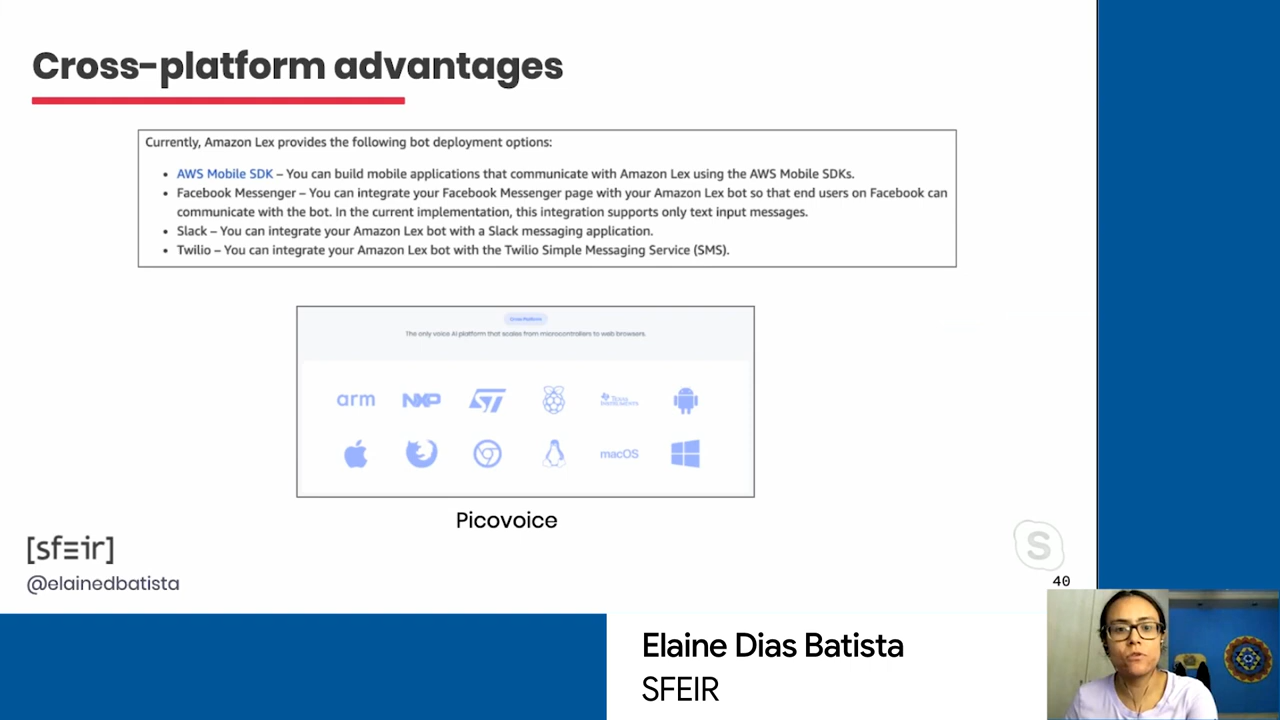 Cross-platform advantages
Currently, Amazon Lex provides the following bot deployment options:
• AWS Mobile SDK – You can build mobile applications that communicate with Amazon Lex using the AWS Mobile SDKs.
• Facebook Messenger – You can integrate your Facebook Messenger page with your Amazon Lex bot so that end users on Facebook can
communicate with the bot. In the current implementation, this integration supports only text input messages.
• Slack – You can integrate your Amazon Lex bot with a Slack messaging application.
• Twilio – You can integrate your Amazon Lex bot with the Twilio Simple Messaging Service (SMS).
Cross Platform
The only voice AI platform that scales from microcontrollers to web browsers.
arm NXP ST TEXAS INSTRUMENTS
macOS
Picovoice
[sfeir]
@elainedbatista
S
40
Elaine Dias Batista
SFEIR